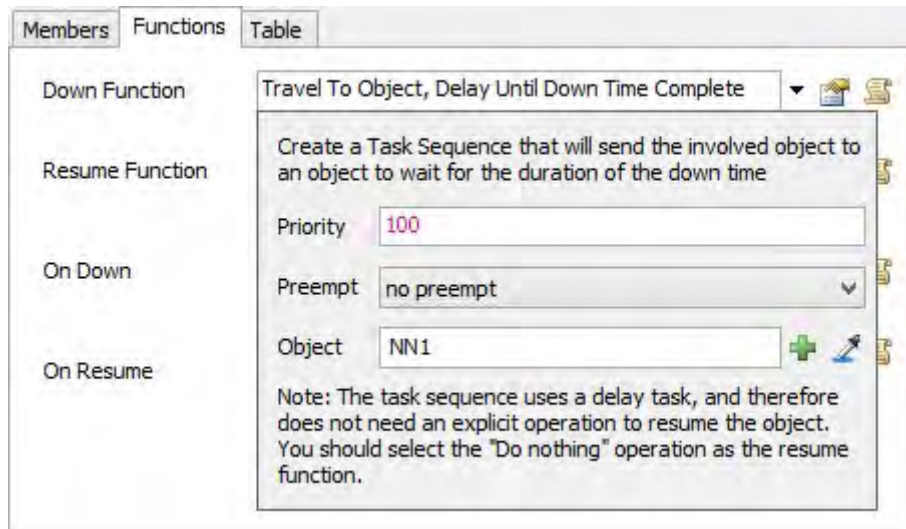 Members Functions Table
Down Function Travel To Object, Delay Until Down Time Complete
Create a Task Sequence that will send the involved object to
an object to wait for the duration of the down time
Resume Function
Priority 100
On Down
Preempt no preempt
Object NN1
On Resume
Note: The task sequence uses a delay task, and therefore
does not need an explicit operation to resume the object.
You should select the "Do nothing" operation as the resume
function.